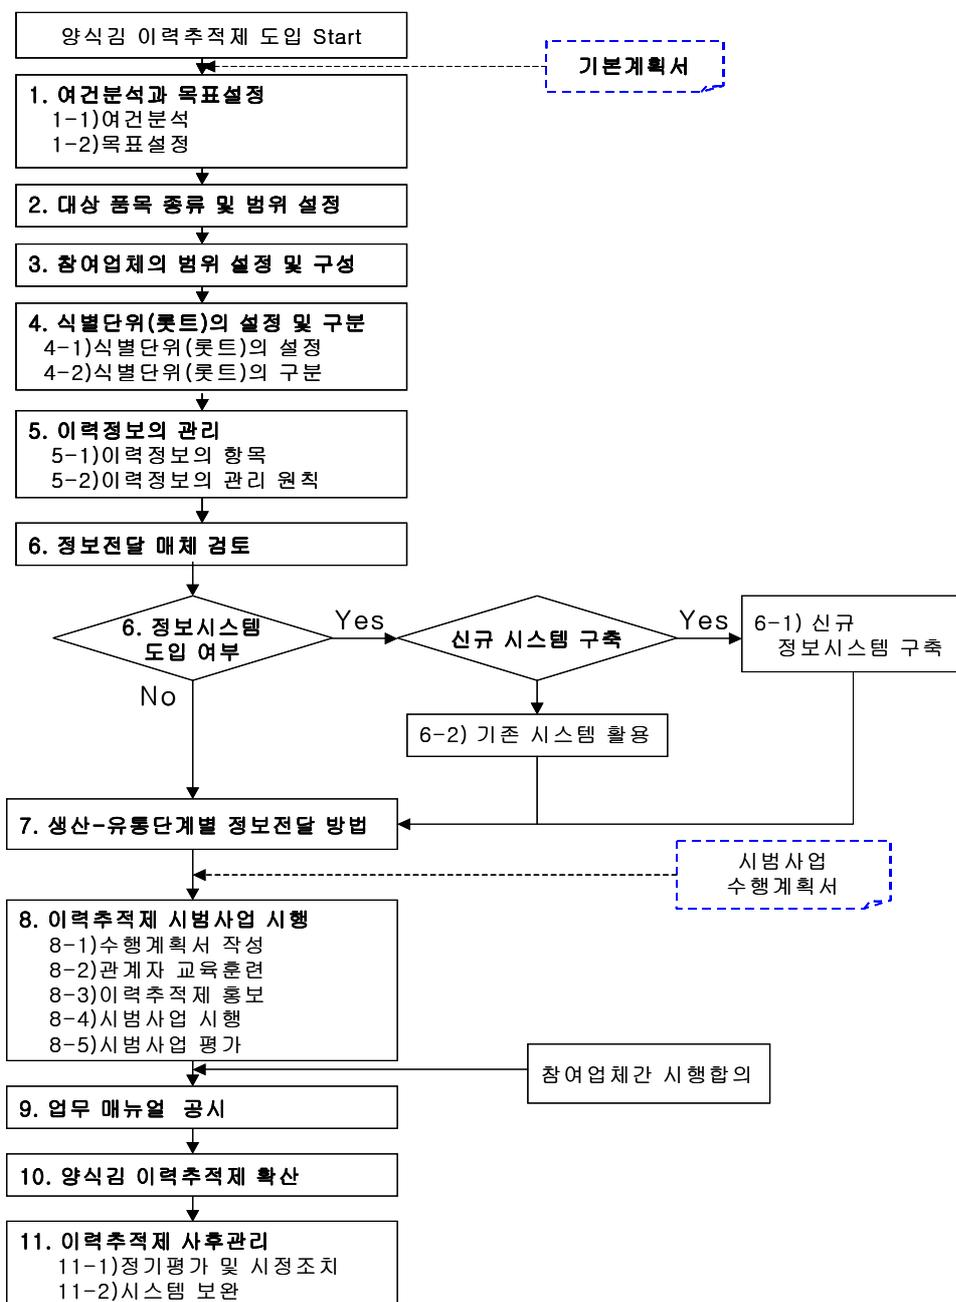 양식김 이력추적제 도입 Start
기본계획서
1. 여건분석과 목표설정
1-1)여건분석
1-2)목표설정
2. 대상 품목 종류 및 범위 설정
3. 참여업체의 범위 설정 및 구성
4. 식별단위(롯트)의 설정 및 구분
4-1)식별단위(롯트)의 설정
4-2)식별단위(롯트)의 구분
5. 이력정보의 관리
5-1)이력정보의 항목
5-2)이력정보의 관리 원칙
6. 정보전달 매체 검토
6. 정보시스템
도입 여부
Yes
신규 시스템 구축
Yes
6-1) 신규
정보시스템 구축
No
6-2) 기존 시스템 활용
7. 생산-유통단계별 정보전달 방법
시범사업
수행계획서
8. 이력추적제 시범사업 시행
8-1)수행계획서 작성
8-2)관계자 교육훈련
8-3)이력추적제 홍보
8-4)시범사업 시행
8-5)시범사업 평가
참여업체간 시행합의
9. 업무 매뉴얼 공시
10. 양식김 이력추적제 확산
11. 이력추적제 사후관리
11-1)정기평가 및 시정조치
11-2)시스템 보완